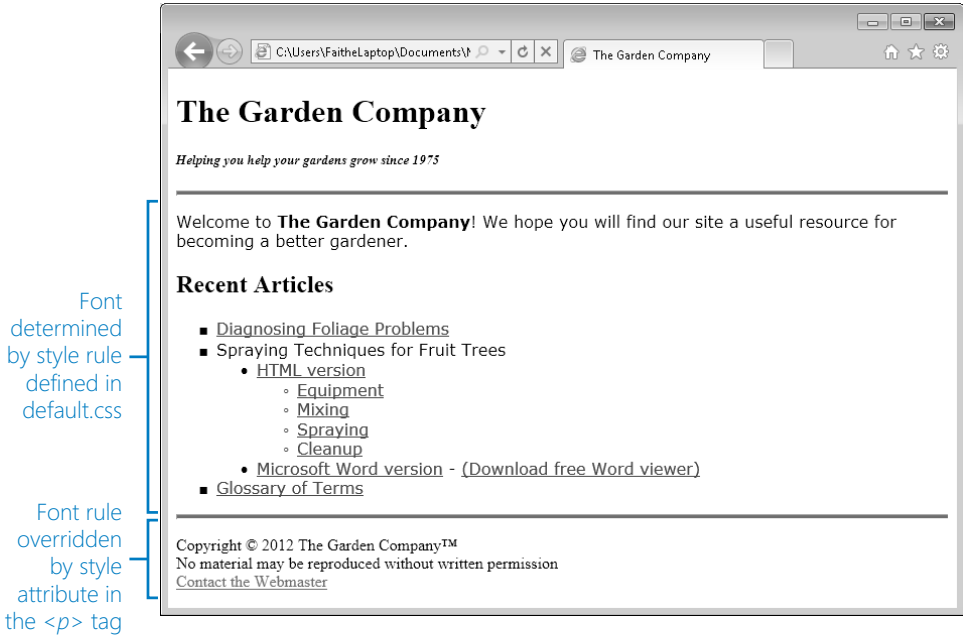 C:\Users\FaitheLaptop\Documents\M
The Garden Company
The Garden Company
Helping you help your gardens grow since 1975
Welcome to The Garden Company! We hope you will find our site a useful resource for
becoming a better gardener.
Recent Articles
Diagnosing Foliage Problems
Spraying Techniques for Fruit Trees
HTML version
Equipment
Mixing
Spraying
Cleanup
Microsoft Word version - (Download free Word viewer)
Glossary of Terms
Copyright © 2012 The Garden Company™
No material may be reproduced without written permission
Contact the Webmaster
Font
determined
by style rule
defined in
default.css
Font rule
overridden
by style
attribute in
the <p> tag